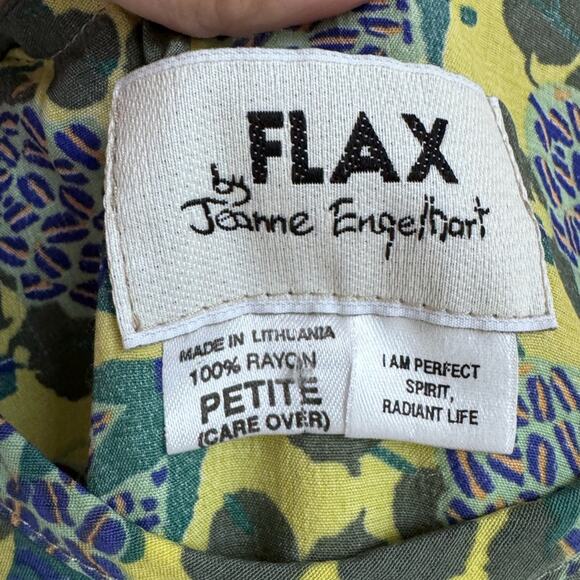 FLAX
by
Jeanne Engelhart
MADE IN LITHUANIA
100% RAYON
PETITE
(CARE OVER)
I AM PERFECT
SPIRIT,
RADIANT LIFE